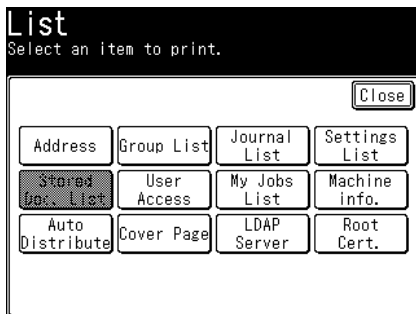 List
Select an item to print.
Close
Address
Group List
Journal
List
Settings
List
Stored
Doc. List
User
Access
My Jobs
List
Machine
info.
Auto
Distribute
Cover Page
LDAP
Server
Root
Cert.